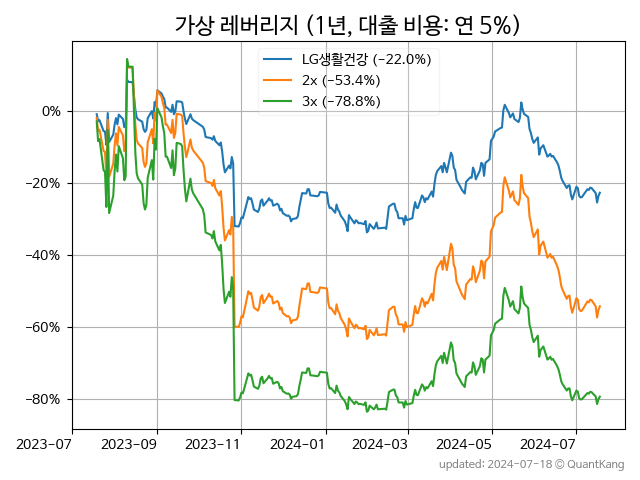 가상 레버리지 (1년, 대출 비용: 연 5%)
LG생활건강 (−22.0%)
2x (−53.4%)
3x (−78.8%)
0%
−20%
−40%
−60%
−80%
2023-07 2023-09 2023-11 2024-01 2024-03 2024-05 2024-07
updated: 2024-07-18 © QuantKang